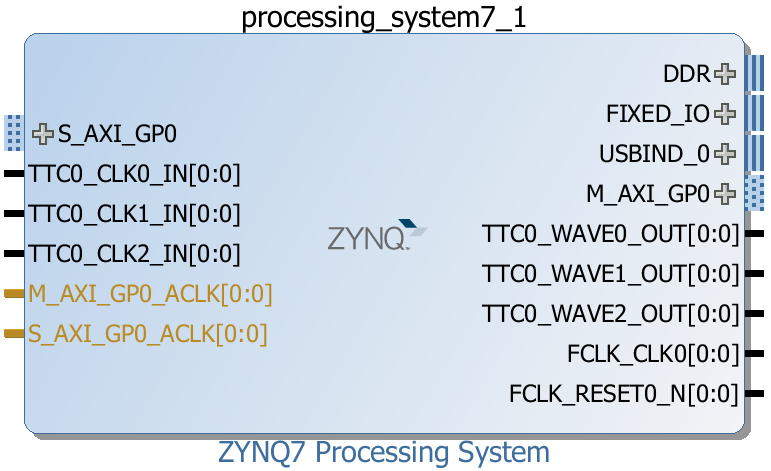 processing_system7_1
S_AXI_GP0
TTC0_CLK0_IN[0:0]
TTC0_CLK1_IN[0:0]
TTC0_CLK2_IN[0:0]
M_AXI_GP0_ACLK[0:0]
S_AXI_GP0_ACLK[0:0]
ZYNQ
DDR
FIXED_IO
USBIND_0
M_AXI_GP0
TTC0_WAVE0_OUT[0:0]
TTC0_WAVE1_OUT[0:0]
TTC0_WAVE2_OUT[0:0]
FCLK_CLK0[0:0]
FCLK_RESET0_N[0:0]
ZYNQ7 Processing System